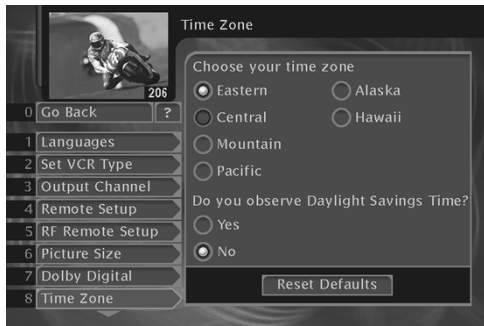 Time Zone
206
0 Go Back ?
1 Languages
2 Set VCR Type
3 Output Channel
4 Remote Setup
5 RF Remote Setup
6 Picture Size
7 Dolby Digital
8 Time Zone
Choose your time zone
Eastern Alaska
Central Hawaii
Mountain
Pacific
Do you observe Daylight Savings Time?
Yes
No
Reset Defaults